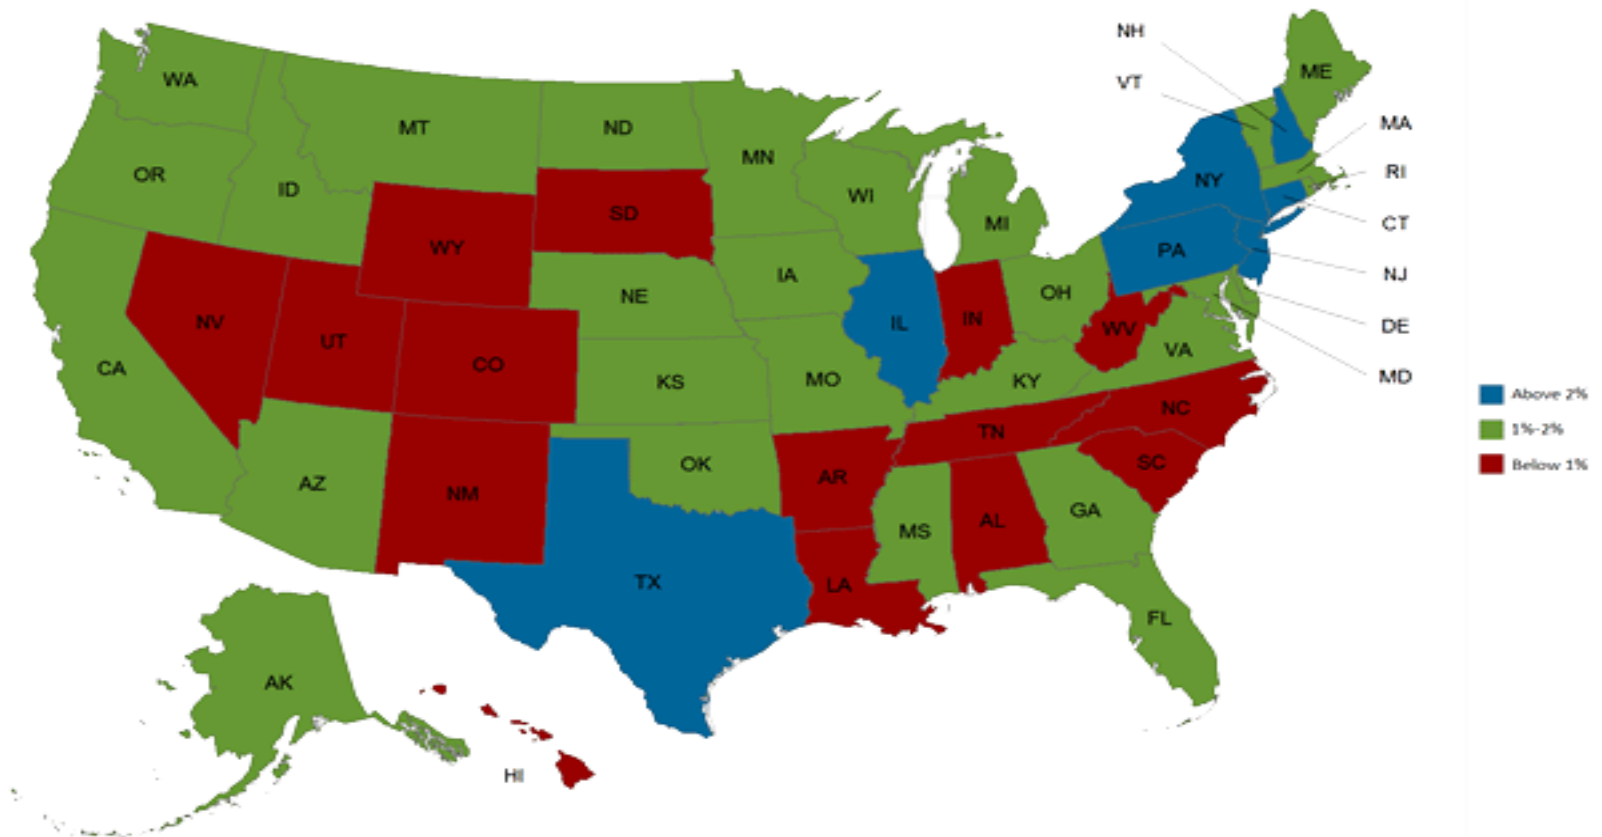 NH
ME
VT
WA
MA
MT
ND
MN
OR
RI
NY
ID
WI
SD
MI
CT
WY
PA
NJ
IA
NE
OH
IN
NV
IL
DE
WV
UT
VA
CO
CA
MO
KS
KY
MD
Above 2%
NC
1%-2%
TN
SC
OK
Below 1%
AR
AZ
NM
GA
AL
MS
TX
LA
FL
AK
HI